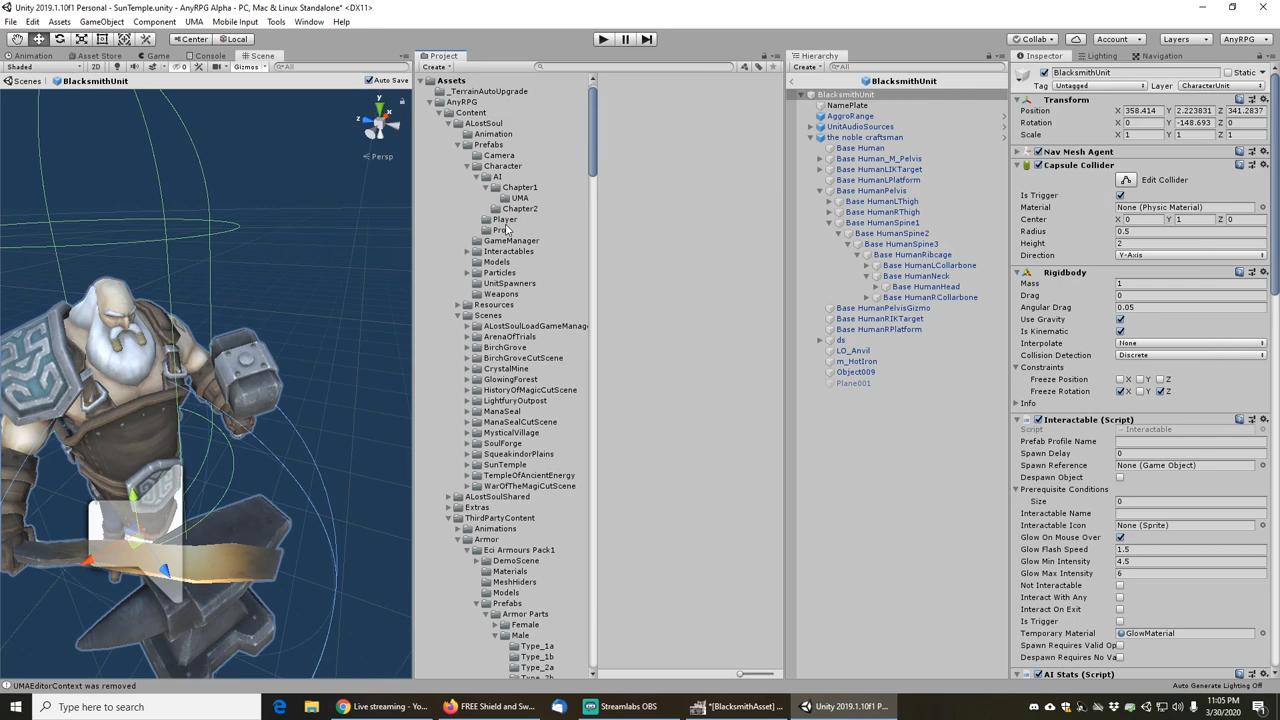 Unity 2019.1.10f1 Personal - SunTemple.unity - AnyRPG Alpha - PC, Mac & Linux Standalone* <DX11>
File Edit Assets GameObject Component UMA Mobile Input Tools Window Help
Center Local Collab Account Layers AnyRPG
Animation Asset Store Game Console Scene
Shaded 2D 0 Gizmos All
Scenes BlacksmithUnit Auto Save
y
z
Persp
Project
Create
Assets
_TerrainAutoUpgrade
AnyRPG
Content
ALostSoul
Animation
Prefabs
Camera
Character
AI
Chapter1
UMA
Chapter2
Player
GameManager
Interactables
Models
Particles
UnitSpawners
Weapons
Resources
Scenes
ALostSoulLoadGameManage
ArenaOfTrials
BirchGrove
BirchGroveCutScene
CrystalMine
GlowingForest
HistoryOfMagicCutScene
LightfuryOutpost
ManaSeal
ManaSealCutScene
MysticalVillage
SoulForge
SqueakindorPlains
SunTemple
TempleOfAncientEnergy
WarOfTheMagiCutScene
ALostSoulShared
Extras
ThirdPartyContent
Animations
Armor
Eci Armours Pack1
DemoScene
Materials
MeshHiders
Models
Prefabs
Armor Parts
Female
Male
Type_1a
Type_1b
Type_2a
Type_2b
Hierarchy
Create All
BlacksmithUnit
BlacksmithUnit
NamePlate
AggroRange
UnitAudioSources
the noble craftsman
Base Human
Base Human_M_Pelvis
Base HumanLIKTarget
Base HumanLPlatform
Base HumanPelvis
Base HumanLThigh
Base HumanRThigh
Base HumanSpine1
Base HumanSpine2
Base HumanSpine3
Base HumanRibcage
Base HumanLCollarbone
Base HumanNeck
Base HumanHead
Base HumanRCollarbone
Base HumanPelvisGizmo
Base HumanRIKTarget
Base HumanRPlatform
ds
LO_Anvil
m_HotIron
Object009
Plane001
Inspector Lighting Navigation
BlacksmithUnit Static
Tag Untagged Layer CharacterUnit
Transform
Position X 358.414 Y 2.223831 Z 341.2837
Rotation X 0 Y -148.693 Z 0
Scale X 1 Y 1 Z 1
Nav Mesh Agent
Capsule Collider
Edit Collider
Is Trigger
Material None (Physic Material)
Center X 0 Y 1 Z 0
Radius 0.5
Height 2
Direction Y-Axis
Rigidbody
Mass 1
Drag 0
Angular Drag 0.05
Use Gravity
Is Kinematic
Interpolate None
Collision Detection Discrete
Constraints
Freeze Position X Y Z
Freeze Rotation X Y Z
Info
Interactable (Script)
Script Interactable
Prefab Profile Name
Spawn Delay 0
Spawn Reference None (Game Object)
Despawn Object
Prerequisite Conditions
Size 0
Interactable Name
Interactable Icon None (Sprite)
Glow On Mouse Over
Glow Flash Speed 1.5
Glow Min Intensity 4.5
Glow Max Intensity 6
Not Interactable
Interact With Any
Interact On Exit
Is Trigger
Temporary Material GlowMaterial
Spawn Requires Valid Op
Despawn Requires No Va
AI Stats (Script)
UMAEditorContext was removed
Auto Generate Lighting Off
Type here to search
Live streaming - Yo...
FREE Shield and Sw...
Streamlabs OBS
*[BlacksmithAsset] ...
Unity 2019.1.10f1 P...
11:05 PM
3/30/2020